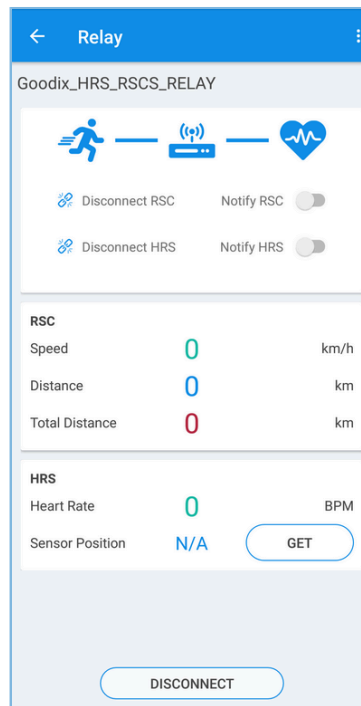 Relay
Goodix_HRS_RSCS_RELAY
Disconnect RSC Notify RSC
Disconnect HRS Notify HRS
RSC
Speed 0 km/h
Distance 0 km
Total Distance 0 km
HRS
Heart Rate 0 BPM
Sensor Position N/A GET
DISCONNECT